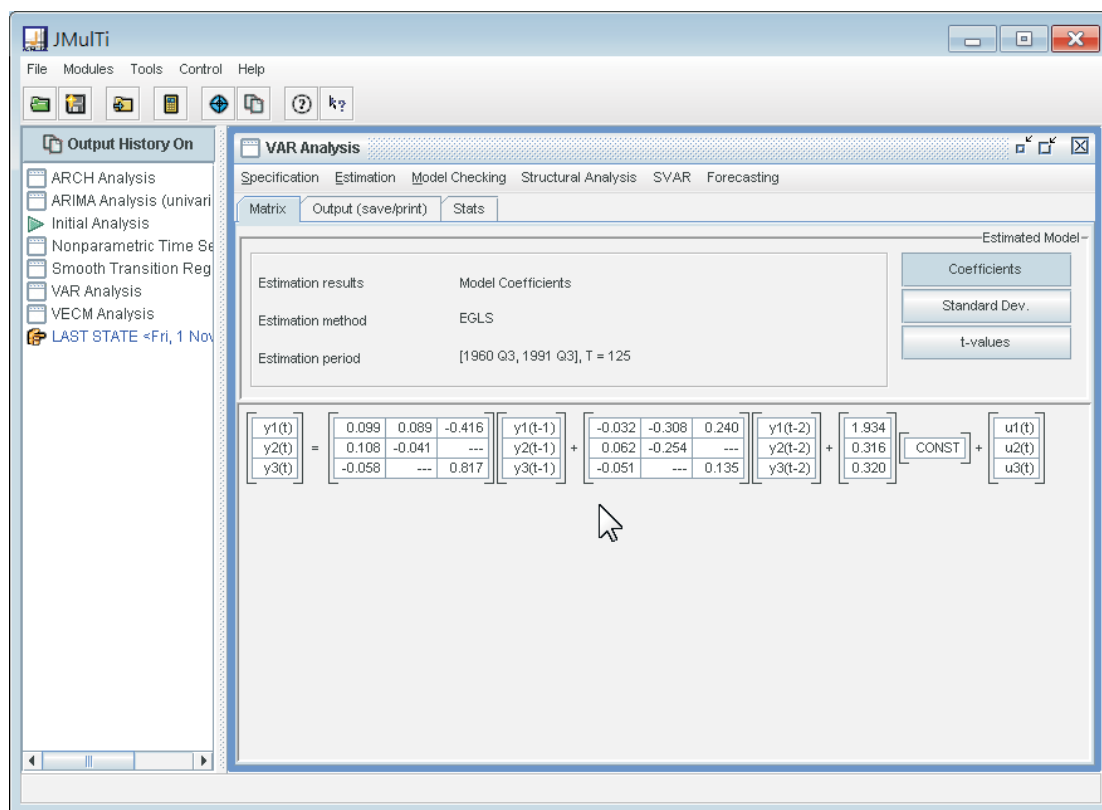 JMulTi
File Modules Tools Control Help
Output History On
ARCH Analysis
ARIMA Analysis (univari
Initial Analysis
Nonparametric Time Se
Smooth Transition Reg
VAR Analysis
VECM Analysis
LAST STATE <Fri, 1 Nov
VAR Analysis
Specification Estimation Model Checking Structural Analysis SVAR Forecasting
Matrix Output (save/print) Stats
Estimated Model
Estimation results Model Coefficients
Estimation method EGLS
Estimation period [1960 Q3, 1991 Q3], T = 125
Coefficients
Standard Dev.
t-values
y1(t) 0.099 0.089 -0.416 y1(t-1) -0.032 -0.308 0.240 y1(t-2) 1.934 u1(t)
y2(t) = 0.108 -0.041 --- y2(t-1) + 0.062 -0.254 --- y2(t-2) + 0.316 CONST + u2(t)
y3(t) -0.058 --- 0.817 y3(t-1) -0.051 --- 0.135 y3(t-2) 0.320 u3(t)